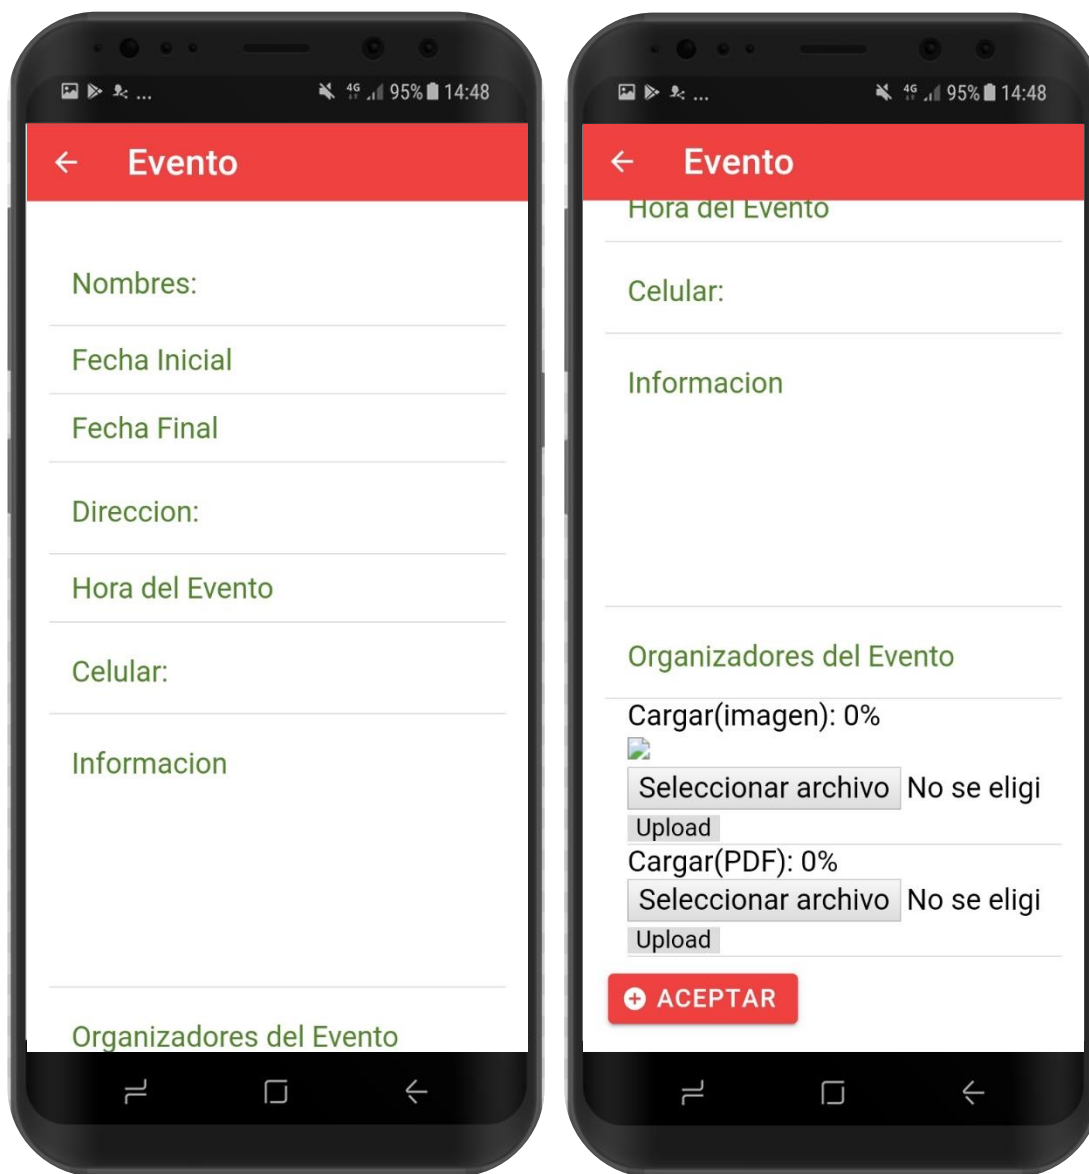 ... 4G 95% 14:48
Evento
Nombres:
Fecha Inicial
Fecha Final
Direccion:
Hora del Evento
Celular:
Informacion
Organizadores del Evento
... 4G 95% 14:48
Evento
Hora del Evento
Celular:
Informacion
Organizadores del Evento
Cargar(imagen): 0%
Seleccionar archivo No se eligi
Upload
Cargar(PDF): 0%
Seleccionar archivo No se eligi
Upload
ACEPTAR